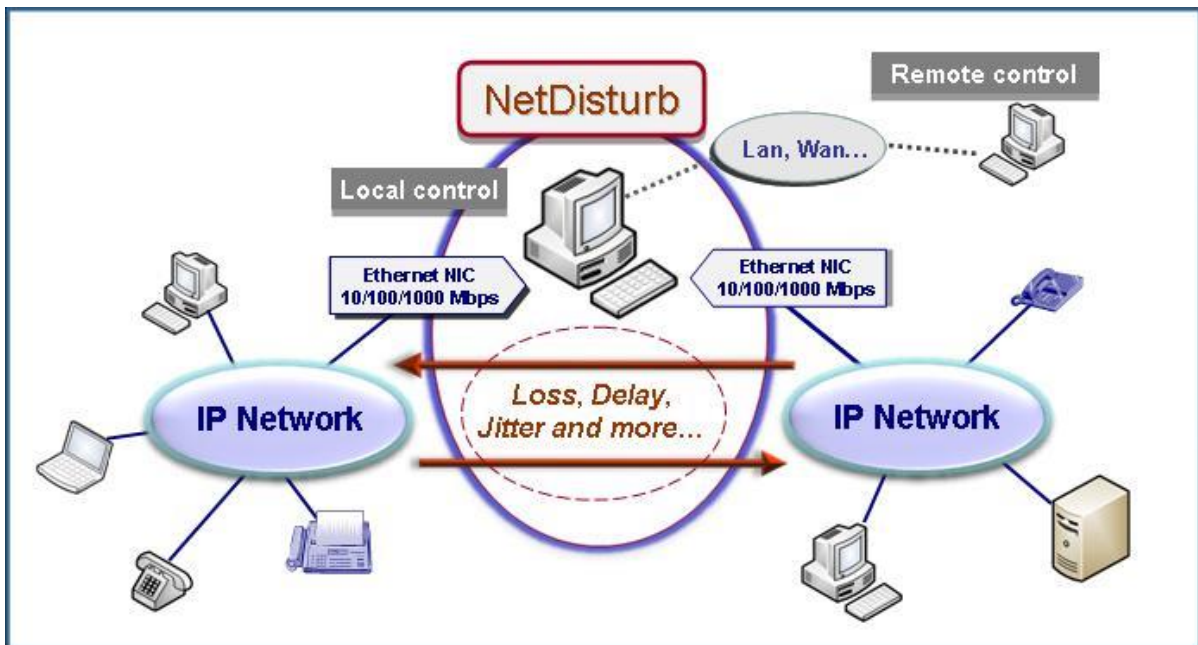 Remote control
NetDisturb
Lan, Wan...
Local control
Ethernet NIC
10/100/1000 Mbps
Ethernet NIC
10/100/1000 Mbps
IP Network
Loss, Delay,
Jitter and more...
IP Network